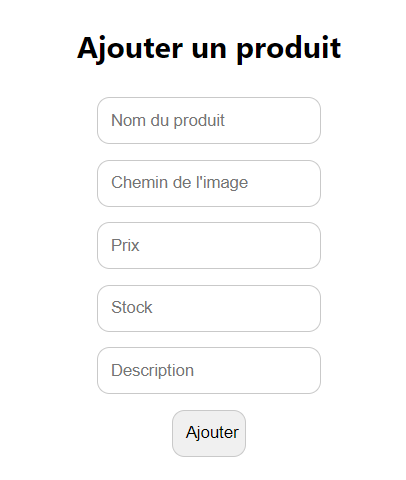 Ajouter un produit
Nom du produit
Chemin de l'image
Prix
Stock
Description
Ajouter